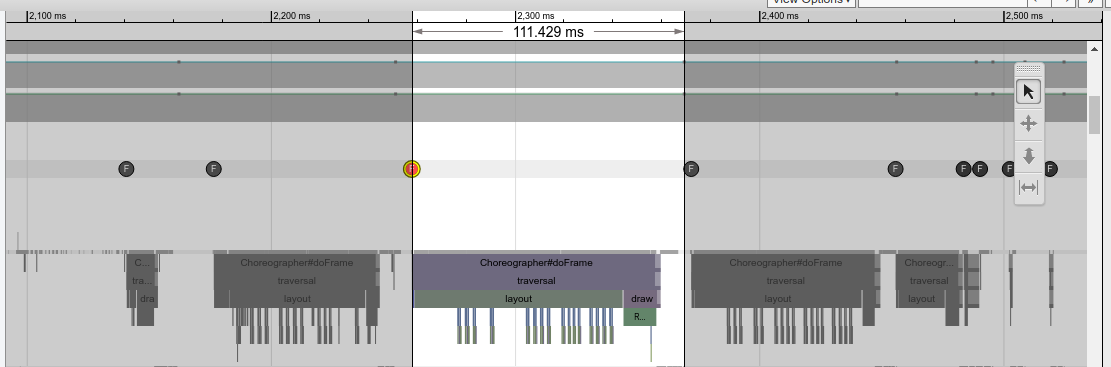 View Options▾
»
2,100 ms 2,200 ms 2,300 ms 2,400 ms 2,500 ms
111.429 ms
F F F F F F F F F
C... Choreographer#doFrame Choreographer#doFrame Choreographer#doFrame Choreogr...
tra... traversal traversal traversal traversal
dra layout layout draw layout layout
R...